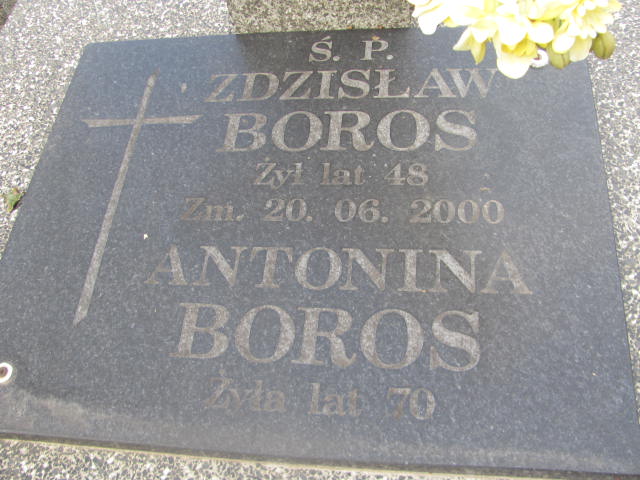 Ś. P.
ZDZISŁAW
BOROS
Żył lat 48
Zm. 20. 06. 2000
ANTONINA
BOROS
Żyła lat 70